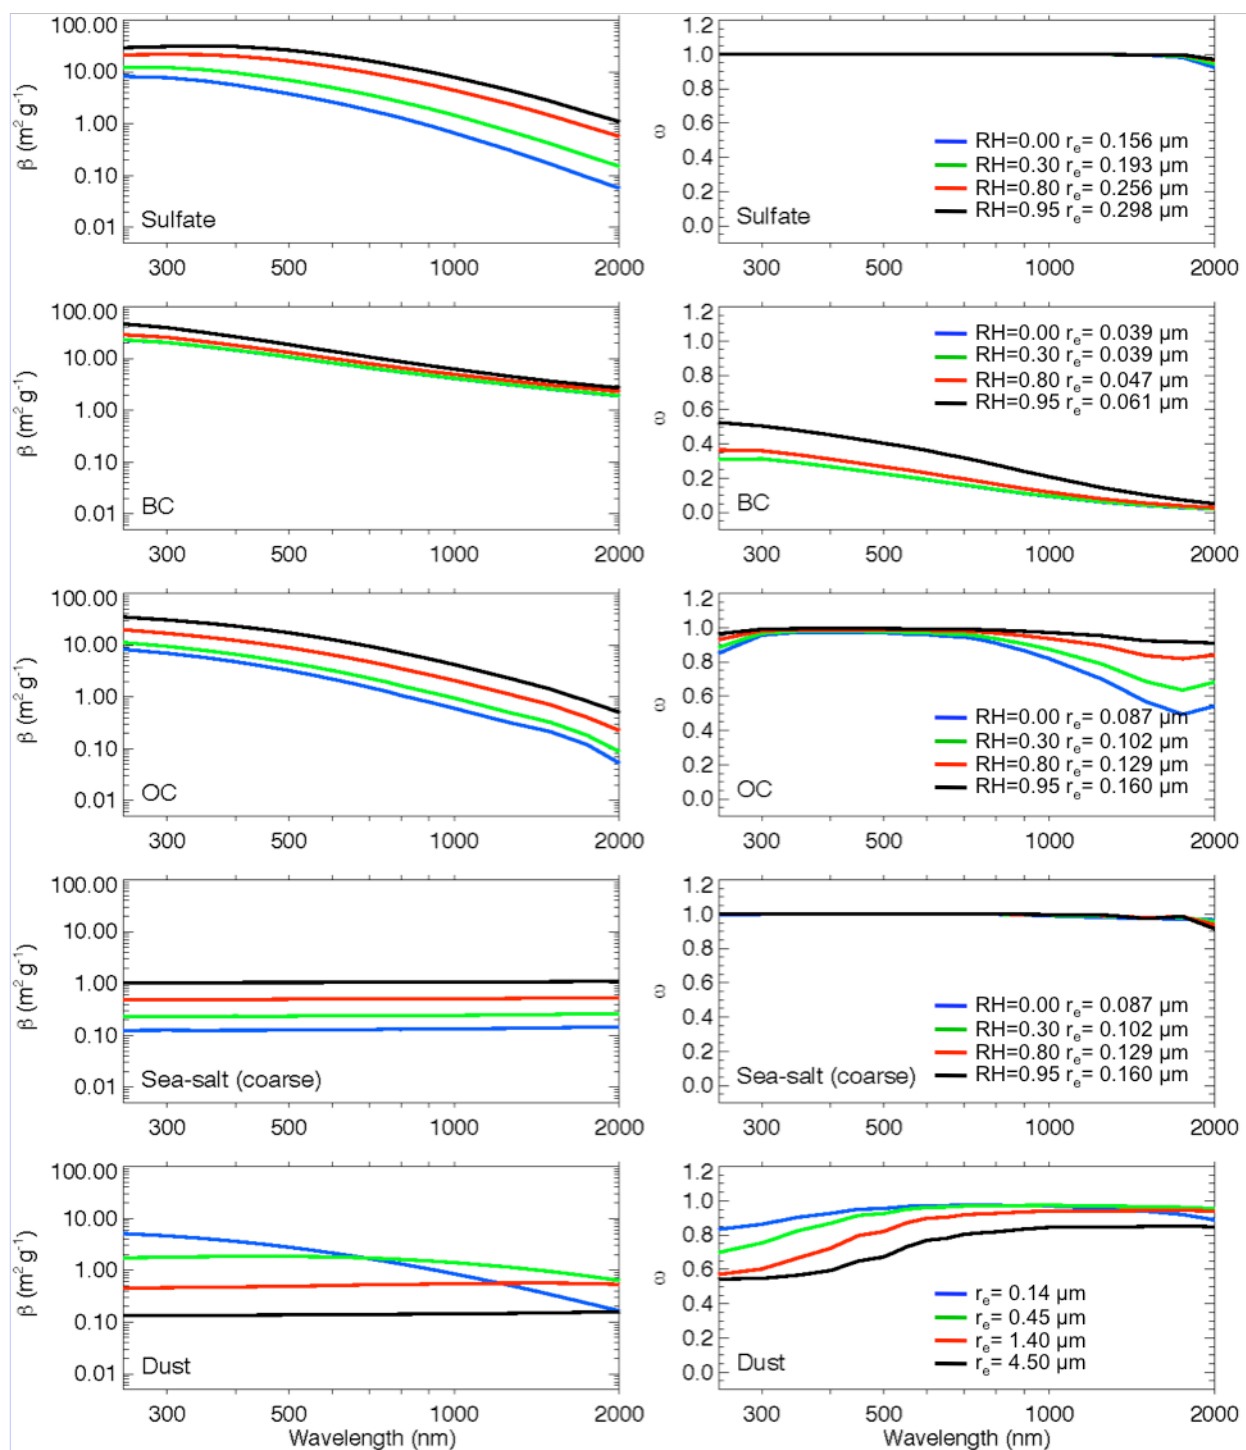 100.00
10.00
1.00
0.10
0.01
β (m² g⁻¹)
Sulfate
300 500 1000 2000
1.2
1.0
0.8
0.6
0.4
0.2
0.0
ω
RH=0.00 rₑ= 0.156 µm
RH=0.30 rₑ= 0.193 µm
RH=0.80 rₑ= 0.256 µm
RH=0.95 rₑ= 0.298 µm
Sulfate
300 500 1000 2000
100.00
10.00
1.00
0.10
0.01
β (m² g⁻¹)
BC
300 500 1000 2000
1.2
1.0
0.8
0.6
0.4
0.2
0.0
ω
RH=0.00 rₑ= 0.039 µm
RH=0.30 rₑ= 0.039 µm
RH=0.80 rₑ= 0.047 µm
RH=0.95 rₑ= 0.061 µm
BC
300 500 1000 2000
100.00
10.00
1.00
0.10
0.01
β (m² g⁻¹)
OC
300 500 1000 2000
1.2
1.0
0.8
0.6
0.4
0.2
0.0
ω
RH=0.00 rₑ= 0.087 µm
RH=0.30 rₑ= 0.102 µm
RH=0.80 rₑ= 0.129 µm
RH=0.95 rₑ= 0.160 µm
OC
300 500 1000 2000
100.00
10.00
1.00
0.10
0.01
β (m² g⁻¹)
Sea-salt (coarse)
300 500 1000 2000
1.2
1.0
0.8
0.6
0.4
0.2
0.0
ω
RH=0.00 rₑ= 0.087 µm
RH=0.30 rₑ= 0.102 µm
RH=0.80 rₑ= 0.129 µm
RH=0.95 rₑ= 0.160 µm
Sea-salt (coarse)
300 500 1000 2000
100.00
10.00
1.00
0.10
0.01
β (m² g⁻¹)
Dust
300 500 1000 2000
Wavelength (nm)
1.2
1.0
0.8
0.6
0.4
0.2
0.0
ω
rₑ= 0.14 µm
rₑ= 0.45 µm
rₑ= 1.40 µm
rₑ= 4.50 µm
Dust
300 500 1000 2000
Wavelength (nm)